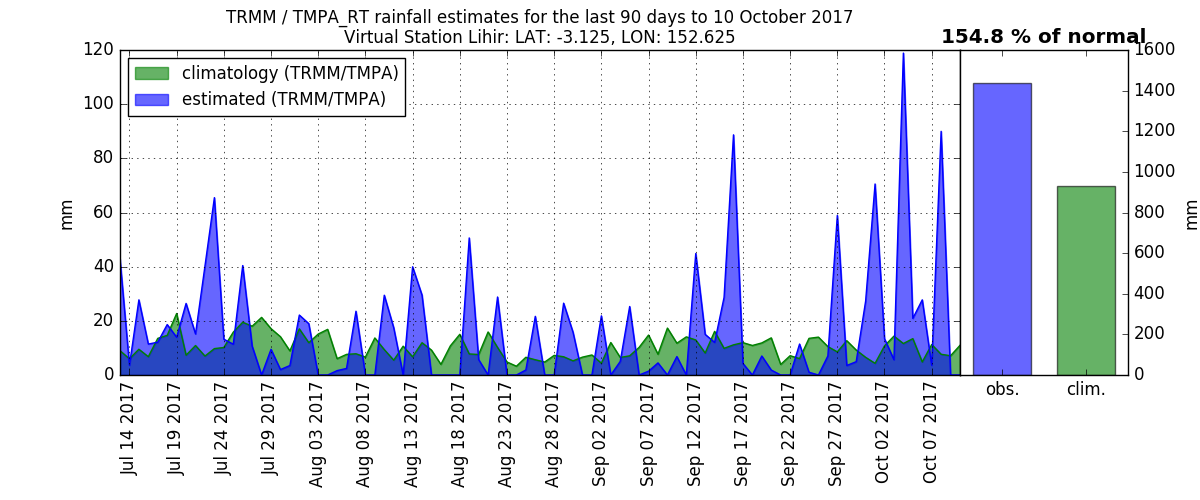 TRMM / TMPA_RT rainfall estimates for the last 90 days to 10 October 2017
Virtual Station Lihir: LAT: -3.125, LON: 152.625
154.8 % of normal
climatology (TRMM/TMPA)
estimated (TRMM/TMPA)
120
100
80
60
40
20
0
mm
1600
1400
1200
1000
800
600
400
200
0
mm
Jul 14 2017
Jul 19 2017
Jul 24 2017
Jul 29 2017
Aug 03 2017
Aug 08 2017
Aug 13 2017
Aug 18 2017
Aug 23 2017
Aug 28 2017
Sep 02 2017
Sep 07 2017
Sep 12 2017
Sep 17 2017
Sep 22 2017
Sep 27 2017
Oct 02 2017
Oct 07 2017
obs.
clim.